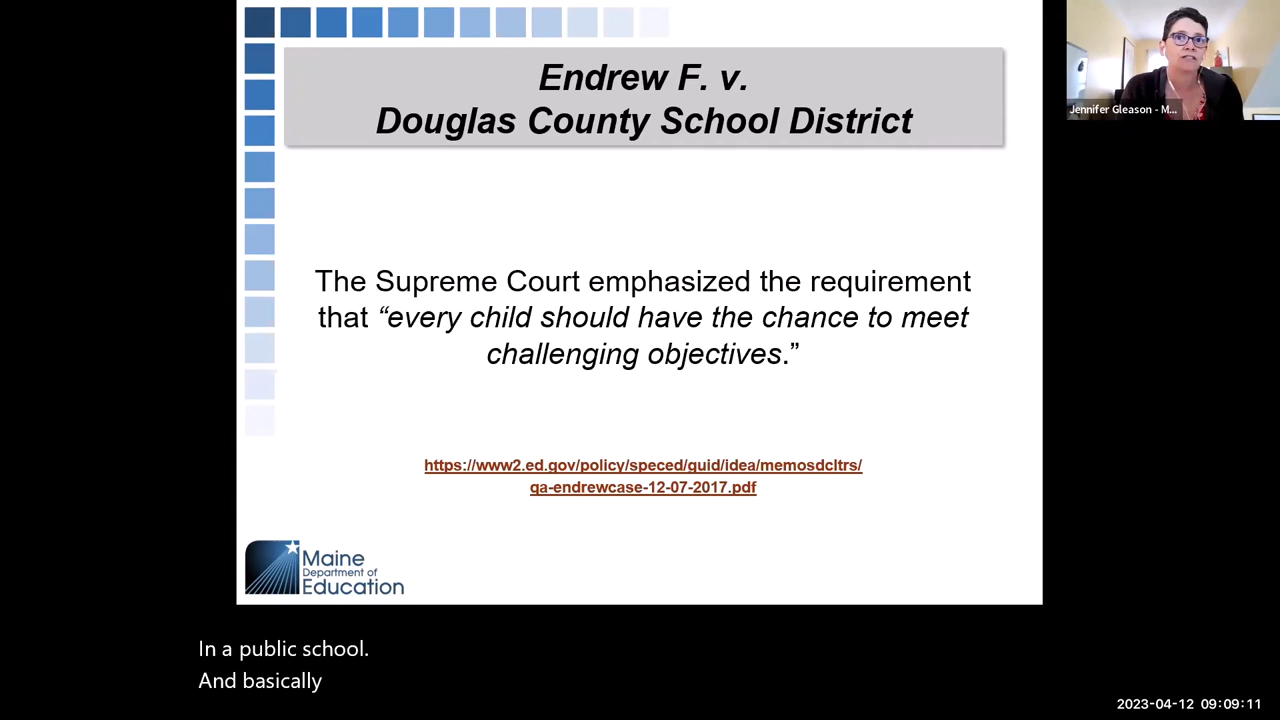 Endrew F. v.
Douglas County School District
Jennifer Gleason - M...
The Supreme Court emphasized the requirement
that “every child should have the chance to meet
challenging objectives.”
https://www2.ed.gov/policy/speced/guid/idea/memosdcltrs/
qa-endrewcase-12-07-2017.pdf
Maine
Department of
Education
In a public school.
And basically
2023-04-12 09:09:11